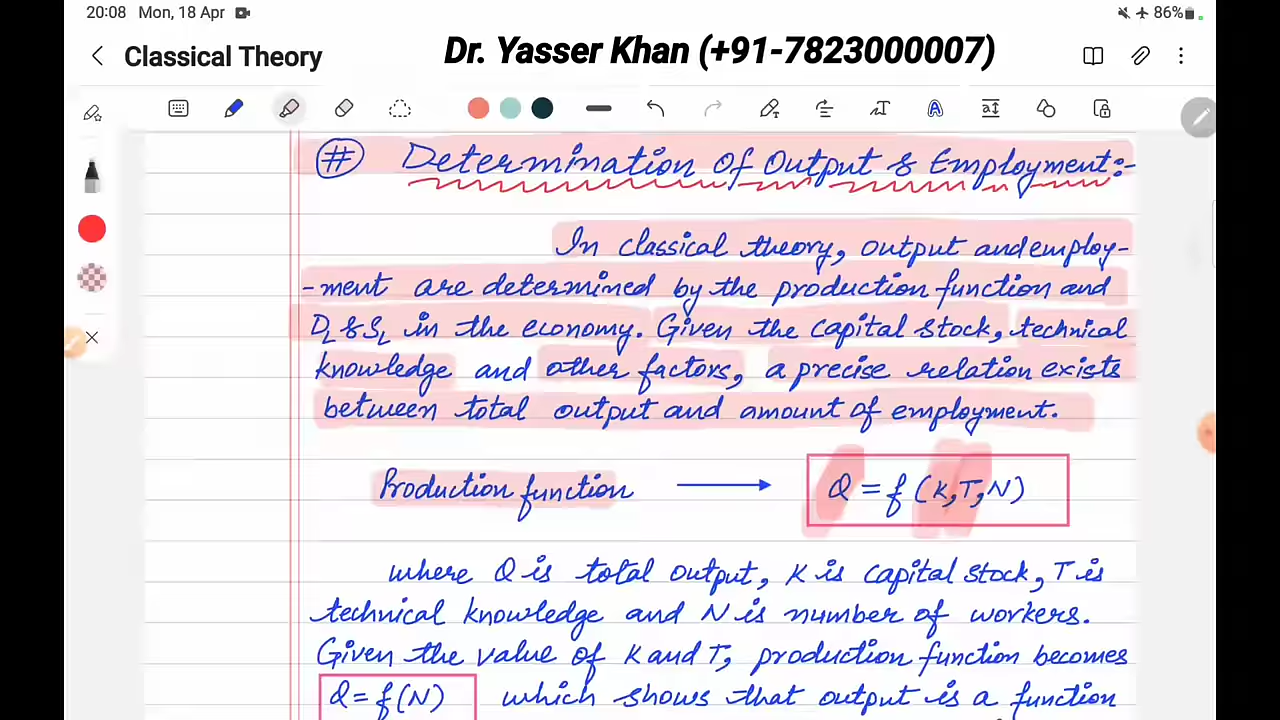 20:08 Mon, 18 Apr
86%
Classical Theory
Dr. Yasser Khan (+91-7823000007)
# Determination Of Output & Employment:-
In classical theory, output and employ-
-ment are determined by the production function and
DL & SL in the economy. Given the capital stock, technical
knowledge and other factors, a precise relation exists
between total output and amount of employment.
Production function → Q = f (K,T,N)
where Q is total output, K is capital stock, T is
technical knowledge and N is number of workers.
Given the value of K and T, production function becomes
Q = f(N) which shows that output is a function